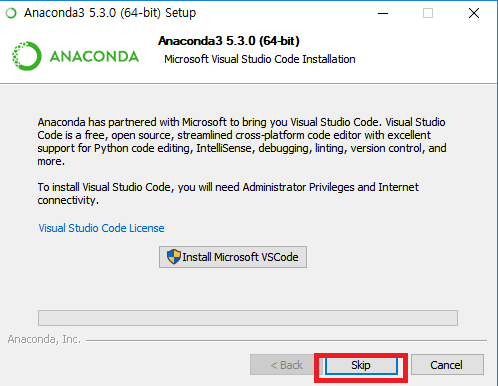 Anaconda3 5.3.0 (64-bit) Setup
ANACONDA
Anaconda3 5.3.0 (64-bit)
Microsoft Visual Studio Code Installation
Anaconda has partnered with Microsoft to bring you Visual Studio Code. Visual Studio
Code is a free, open source, streamlined cross-platform code editor with excellent
support for Python code editing, IntelliSense, debugging, linting, version control, and
more.
To install Visual Studio Code, you will need Administrator Privileges and Internet
connectivity.
Visual Studio Code License
Install Microsoft VSCode
Anaconda, Inc.
< Back
Skip
Cancel